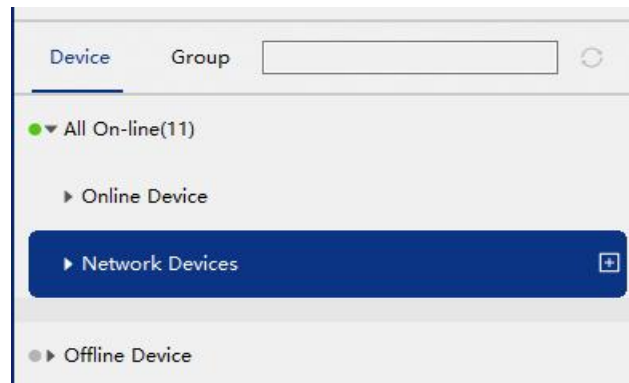 Device Group
All On-line(11)
Online Device
Network Devices
Offline Device